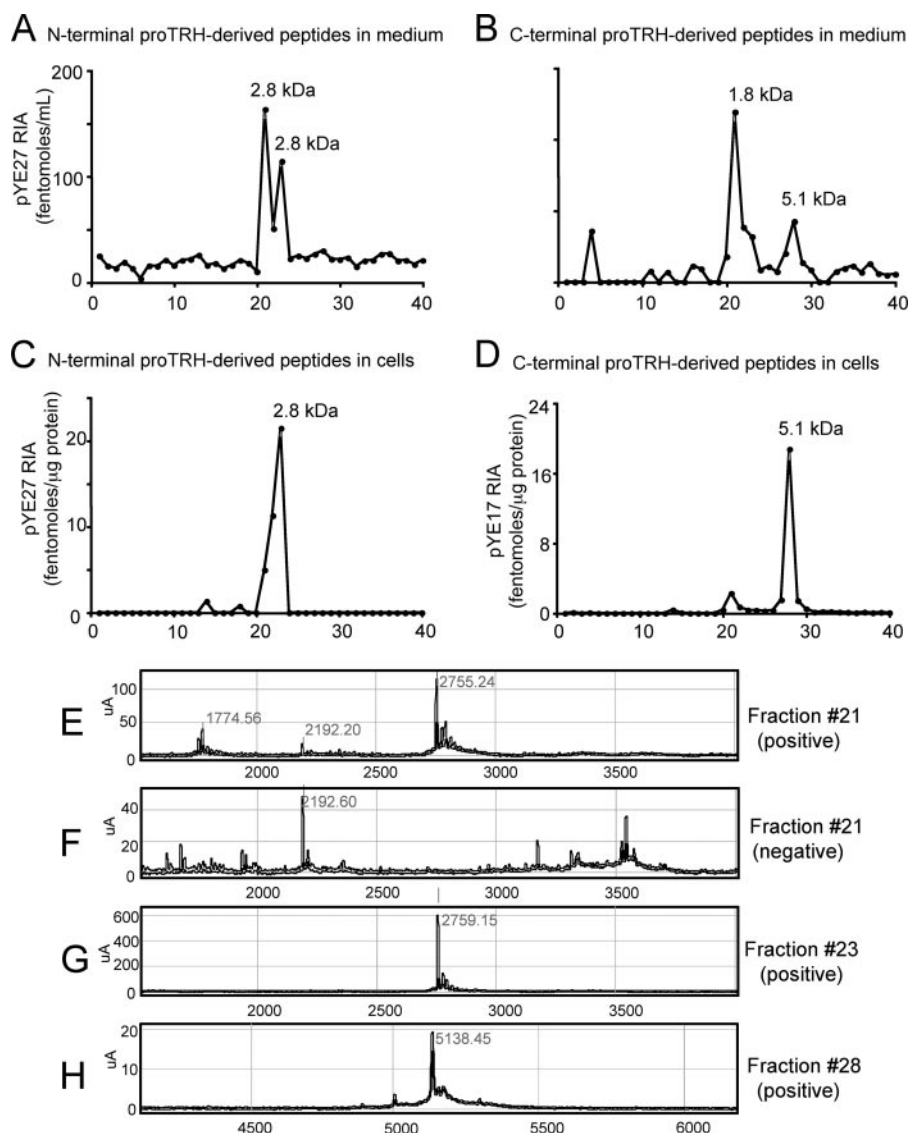 A N-terminal proTRH-derived peptides in medium
pYE27 RIA
(fentomoles/mL)
200
100
0
2.8 kDa
2.8 kDa
0 10 20 30 40
B C-terminal proTRH-derived peptides in medium
1.8 kDa
5.1 kDa
0 10 20 30 40
C N-terminal proTRH-derived peptides in cells
pYE27 RIA
(fentomoles/μg protein)
20
10
0
2.8 kDa
0 10 20 30 40
D C-terminal proTRH-derived peptides in cells
pYE17 RIA
(fentomoles/μg protein)
24
16
8
0
5.1 kDa
0 10 20 30 40
E
uA
100
50
0
1774.56
2192.20
2755.24
2000 2500 3000 3500
Fraction #21
(positive)
F
uA
40
20
0
2192.60
2000 2500 3000 3500
Fraction #21
(negative)
G
uA
600
400
200
0
2759.15
2000 2500 3000 3500
Fraction #23
(positive)
H
uA
20
10
0
5138.45
4500 5000 5500 6000
Fraction #28
(positive)